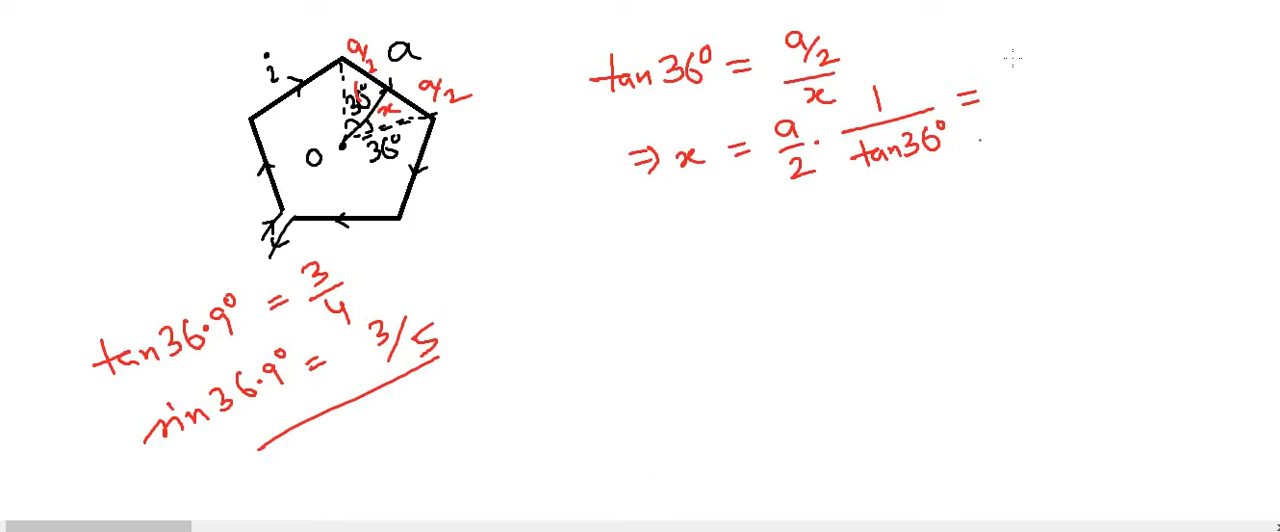 i
a/2
a
a/2
36°
x
36°
O
tan 36° = a/2 / x
⇒ x = a/2 · 1/tan 36° =
tan 36.9° = 3/4
sin 36.9° = 3/5